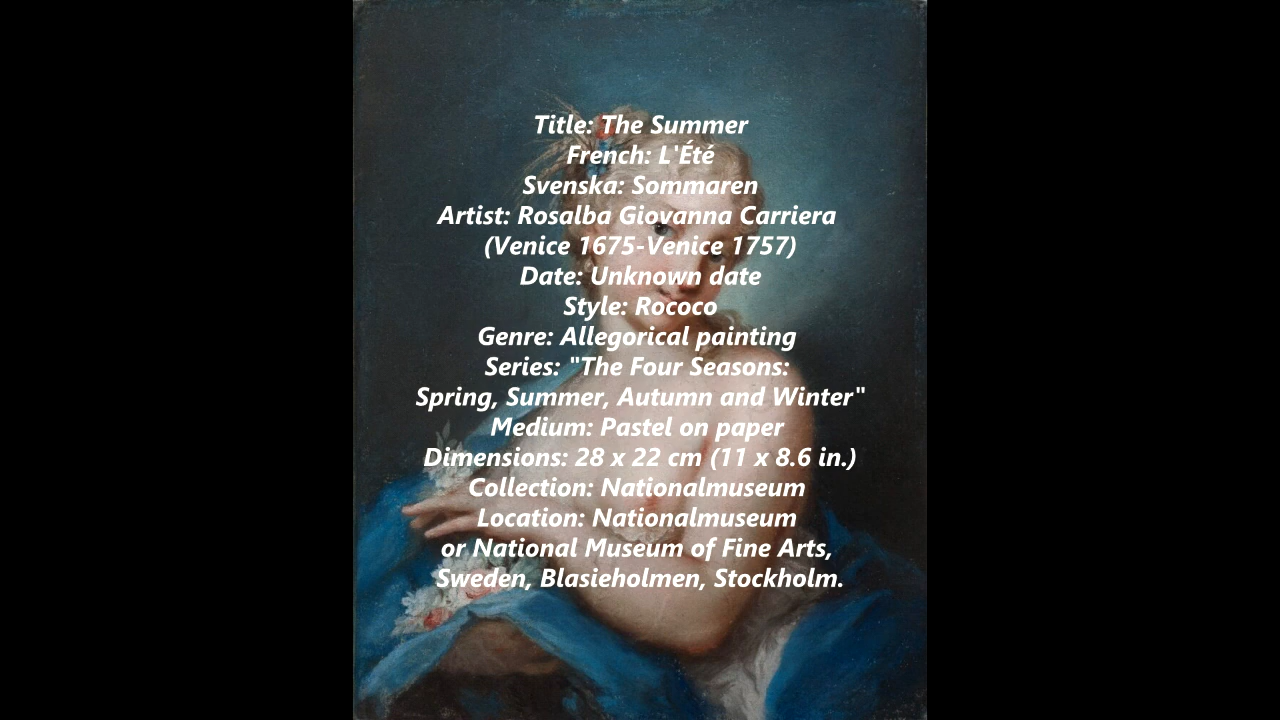 Title: The Summer
French: L'Été
Svenska: Sommaren
Artist: Rosalba Giovanna Carriera
(Venice 1675-Venice 1757)
Date: Unknown date
Style: Rococo
Genre: Allegorical painting
Series: "The Four Seasons:
Spring, Summer, Autumn and Winter"
Medium: Pastel on paper
Dimensions: 28 x 22 cm (11 x 8.6 in.)
Collection: Nationalmuseum
Location: Nationalmuseum
or National Museum of Fine Arts,
Sweden, Blasieholmen, Stockholm.